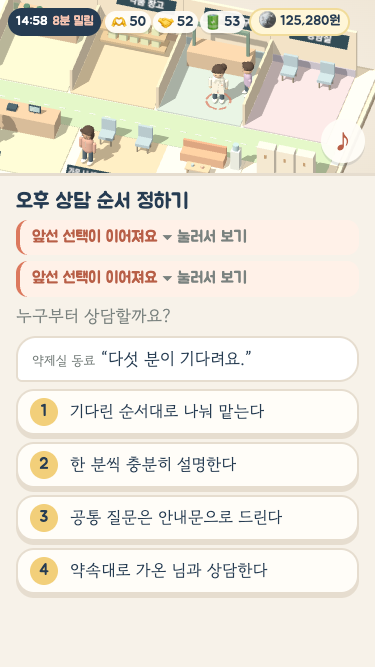 14:58 8분 밀림 50 52 53 125,280원
오후 상담 순서 정하기
앞선 선택이 이어져요 눌러서 보기
앞선 선택이 이어져요 눌러서 보기
누구부터 상담할까요?
약제실 동료 “다섯 분이 기다려요.”
1 기다린 순서대로 나눠 맡는다
2 한 분씩 충분히 설명한다
3 공통 질문은 안내문으로 드린다
4 약속대로 가온 님과 상담한다